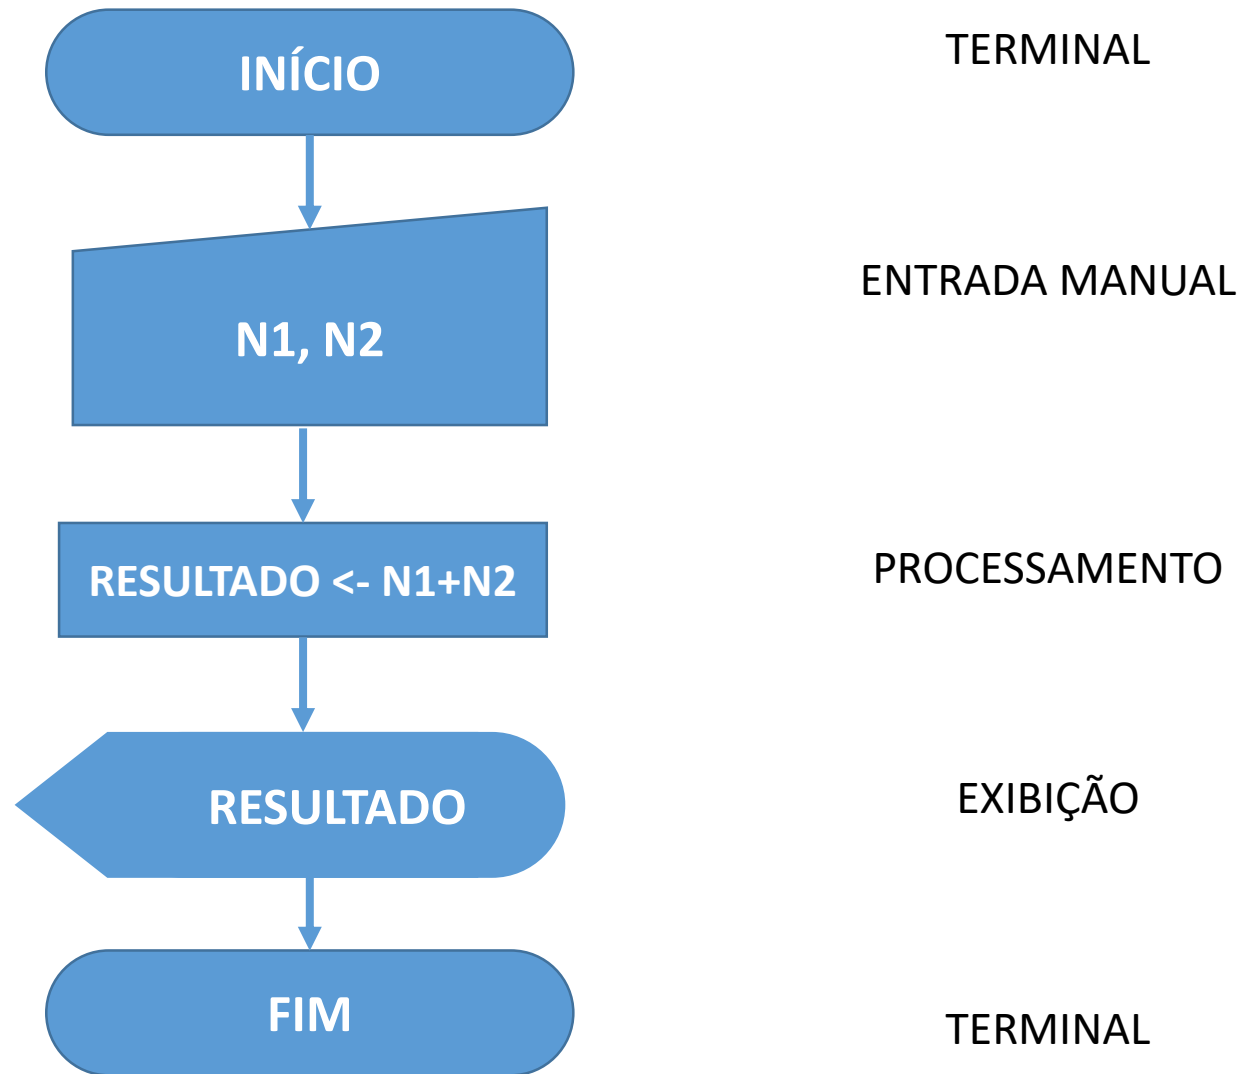 INÍCIO
TERMINAL
N1, N2
ENTRADA MANUAL
RESULTADO <- N1+N2
PROCESSAMENTO
RESULTADO
EXIBIÇÃO
FIM
TERMINAL